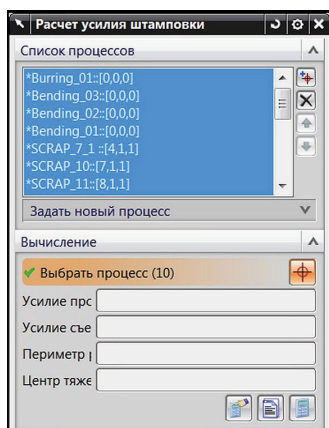 Расчет усилия штамповки
Список процессов
*Burring_01::[0,0,0]
*Bending_03::[0,0,0]
*Bending_02::[0,0,0]
*Bending_01::[0,0,0]
*SCRAP_7_1 ::[4,1,1]
*SCRAP_10::[7,1,1]
*SCRAP_11::[8,1,1]
Задать новый процесс
Вычисление
Выбрать процесс (10)
Усилие прс
Усилие съе
Периметр
Центр тяже